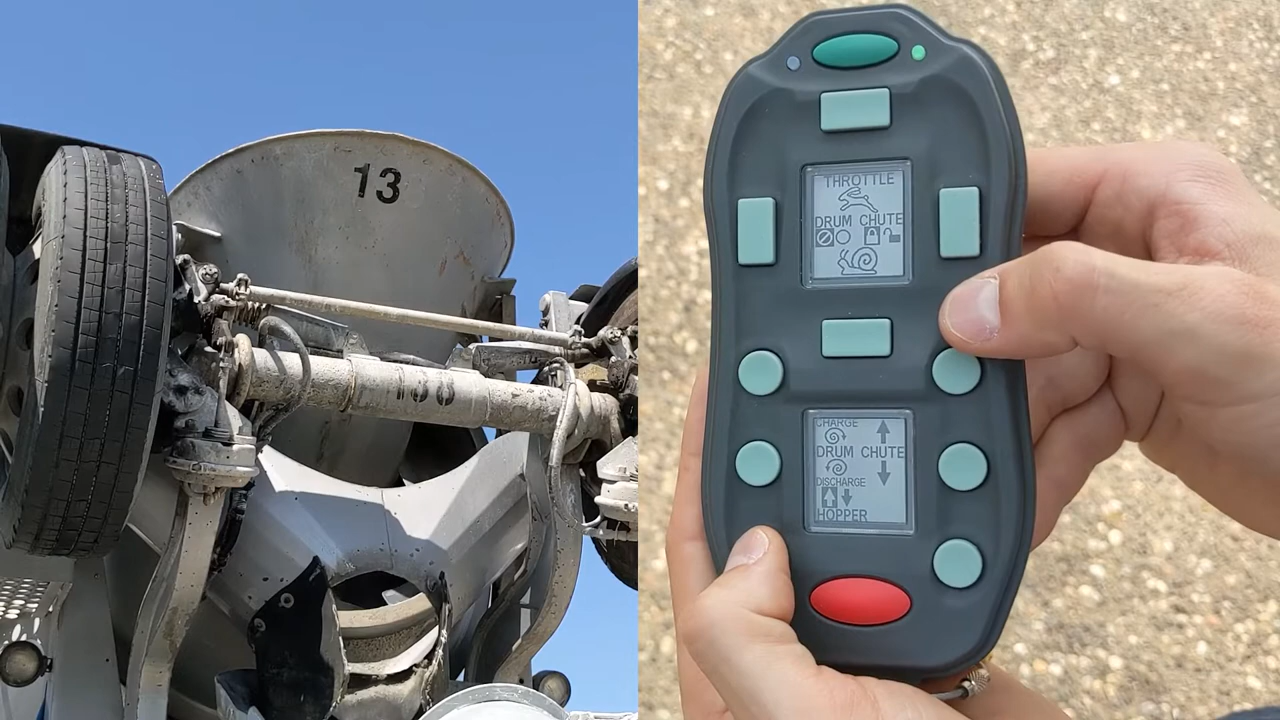 13
138
THROTTLE
DRUM CHUTE
CHARGE
DRUM CHUTE
DISCHARGE
HOPPER